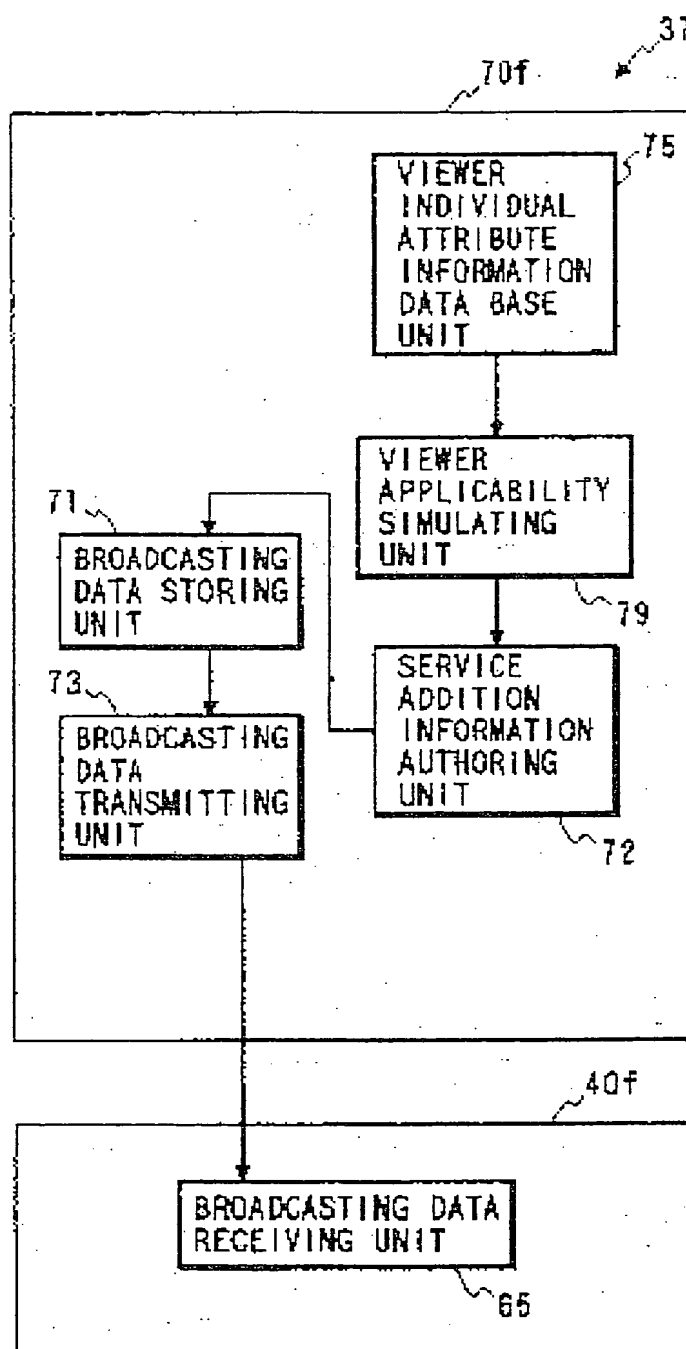 37
70f
75
VIEWER
INDIVIDUAL
ATTRIBUTE
INFORMATION
DATA BASE
UNIT
VIEWER
APPLICABILITY
SIMULATING
UNIT
79
71
BROADCASTING
DATA STORING
UNIT
SERVICE
ADDITION
INFORMATION
AUTHORING
UNIT
72
73
BROADCASTING
DATA
TRANSMITTING
UNIT
40f
BROADCASTING DATA
RECEIVING UNIT
65